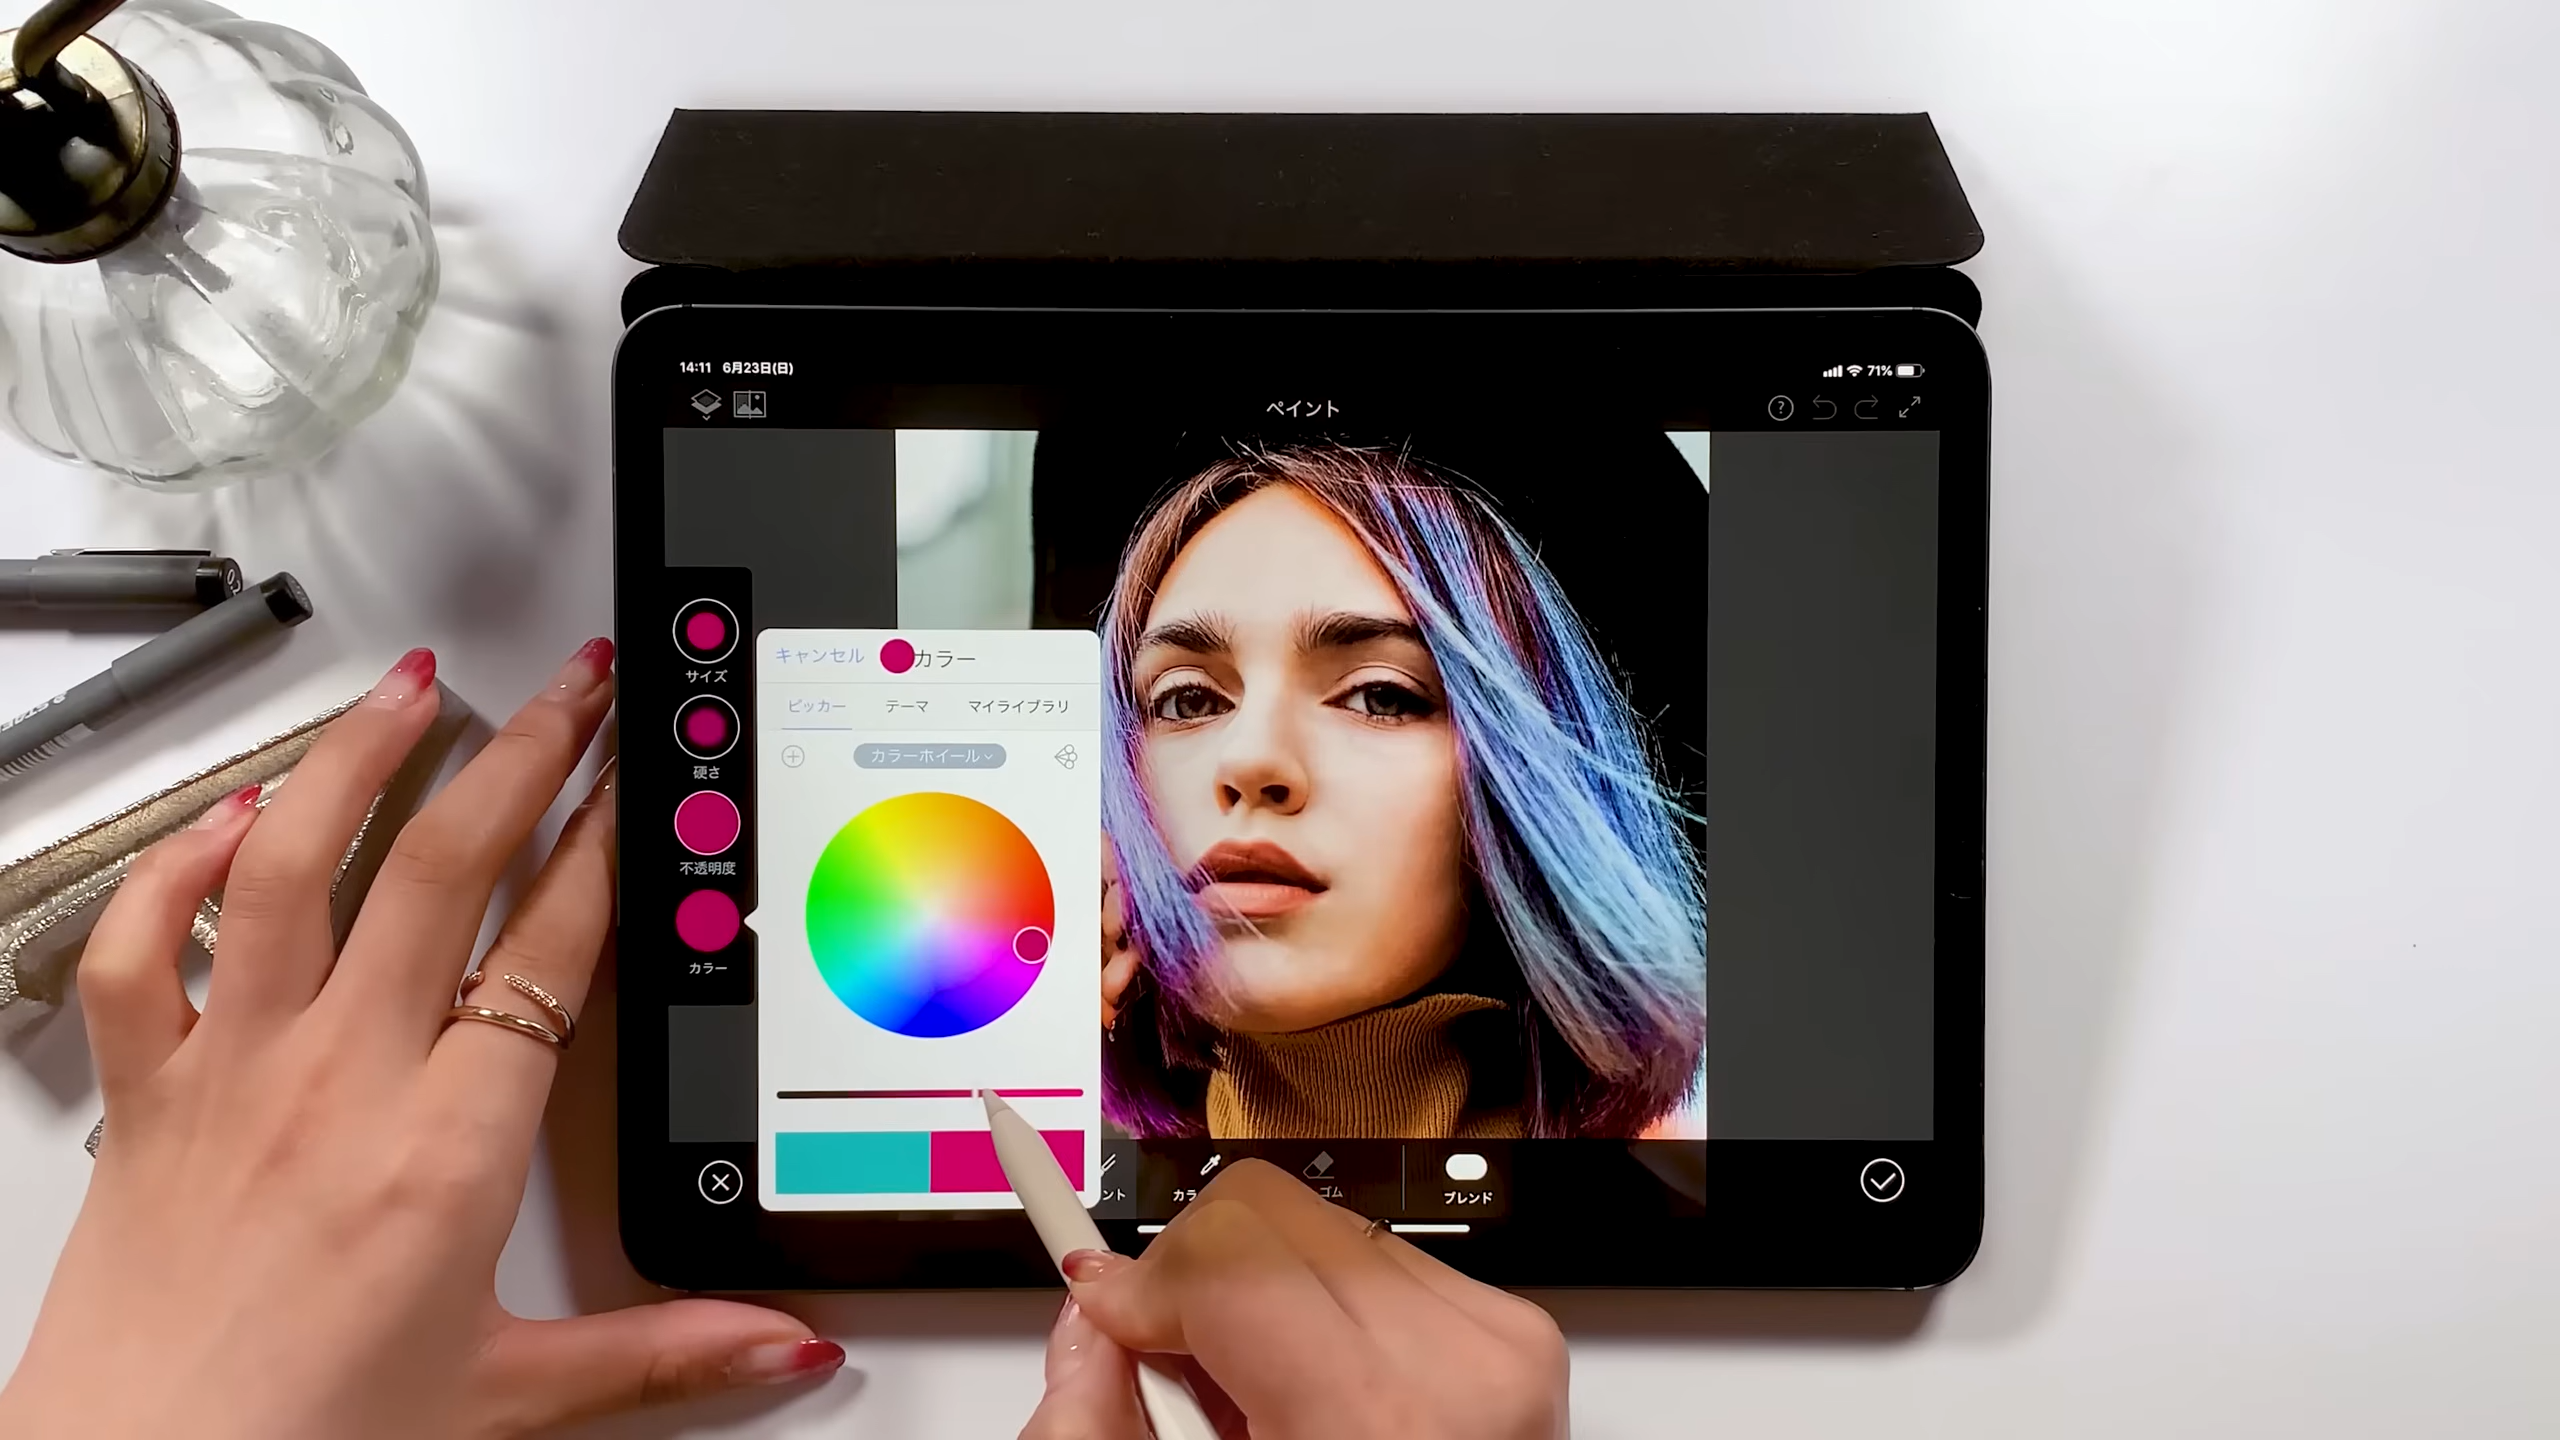 14:11 6月23日(日)
71%
ペイント
?
サイズ
硬さ
不透明度
カラー
キャンセル カラー
ピッカー テーマ マイライブラリ
カラーホイール
ブレンド